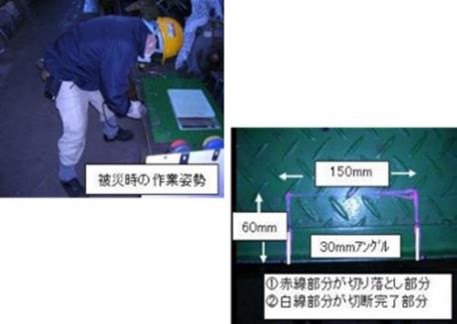 被災時の作業姿勢
150mm
60mm
30mmアングル
①赤線部分が切り落とし部分
②白線部分が切断完了部分